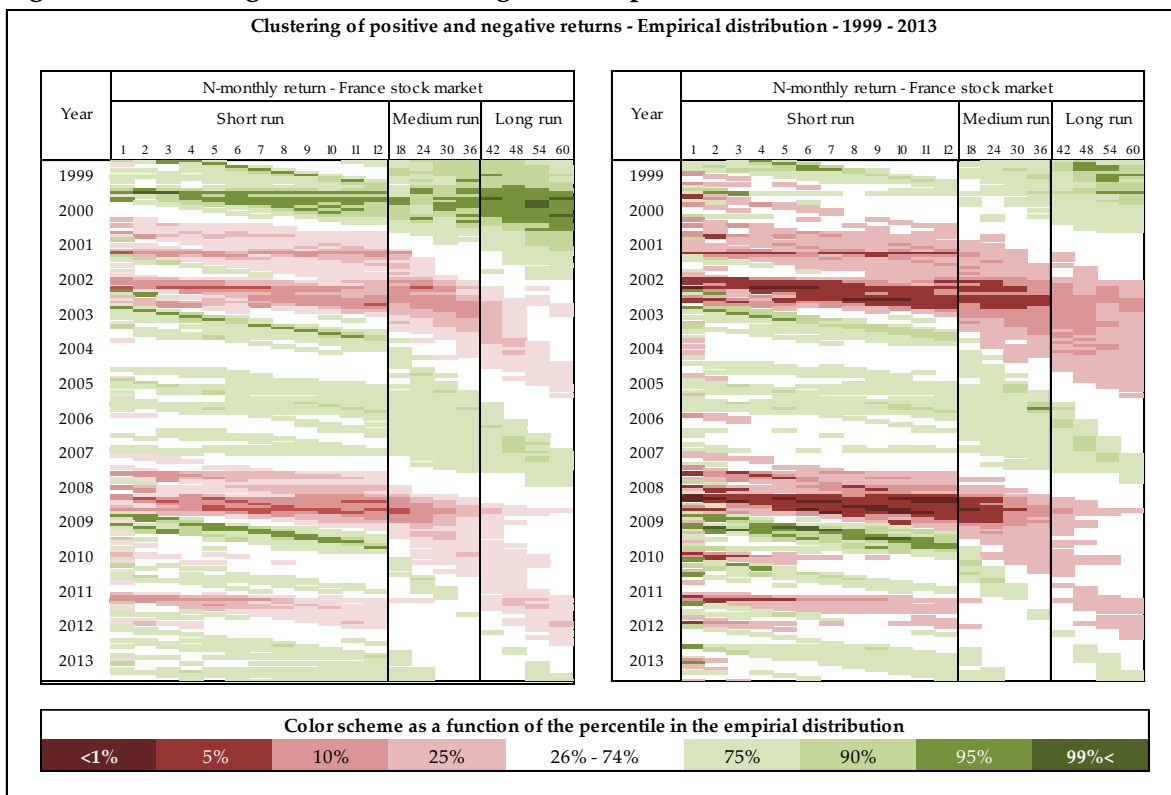 Clustering of positive and negative returns - Empirical distribution - 1999 - 2013
N-monthly return - France stock market
Year
Short run
Medium run
Long run
1 2 3 4 5 6 7 8 9 10 11 12 18 24 30 36 42 48 54 60
1999
2000
2001
2002
2003
2004
2005
2006
2007
2008
2009
2010
2011
2012
2013
N-monthly return - France stock market
Year
Short run
Medium run
Long run
1 2 3 4 5 6 7 8 9 10 11 12 18 24 30 36 42 48 54 60
1999
2000
2001
2002
2003
2004
2005
2006
2007
2008
2009
2010
2011
2012
2013
Color scheme as a function of the percentile in the empirial distribution
<1% 5% 10% 25% 26% - 74% 75% 90% 95% 99%<